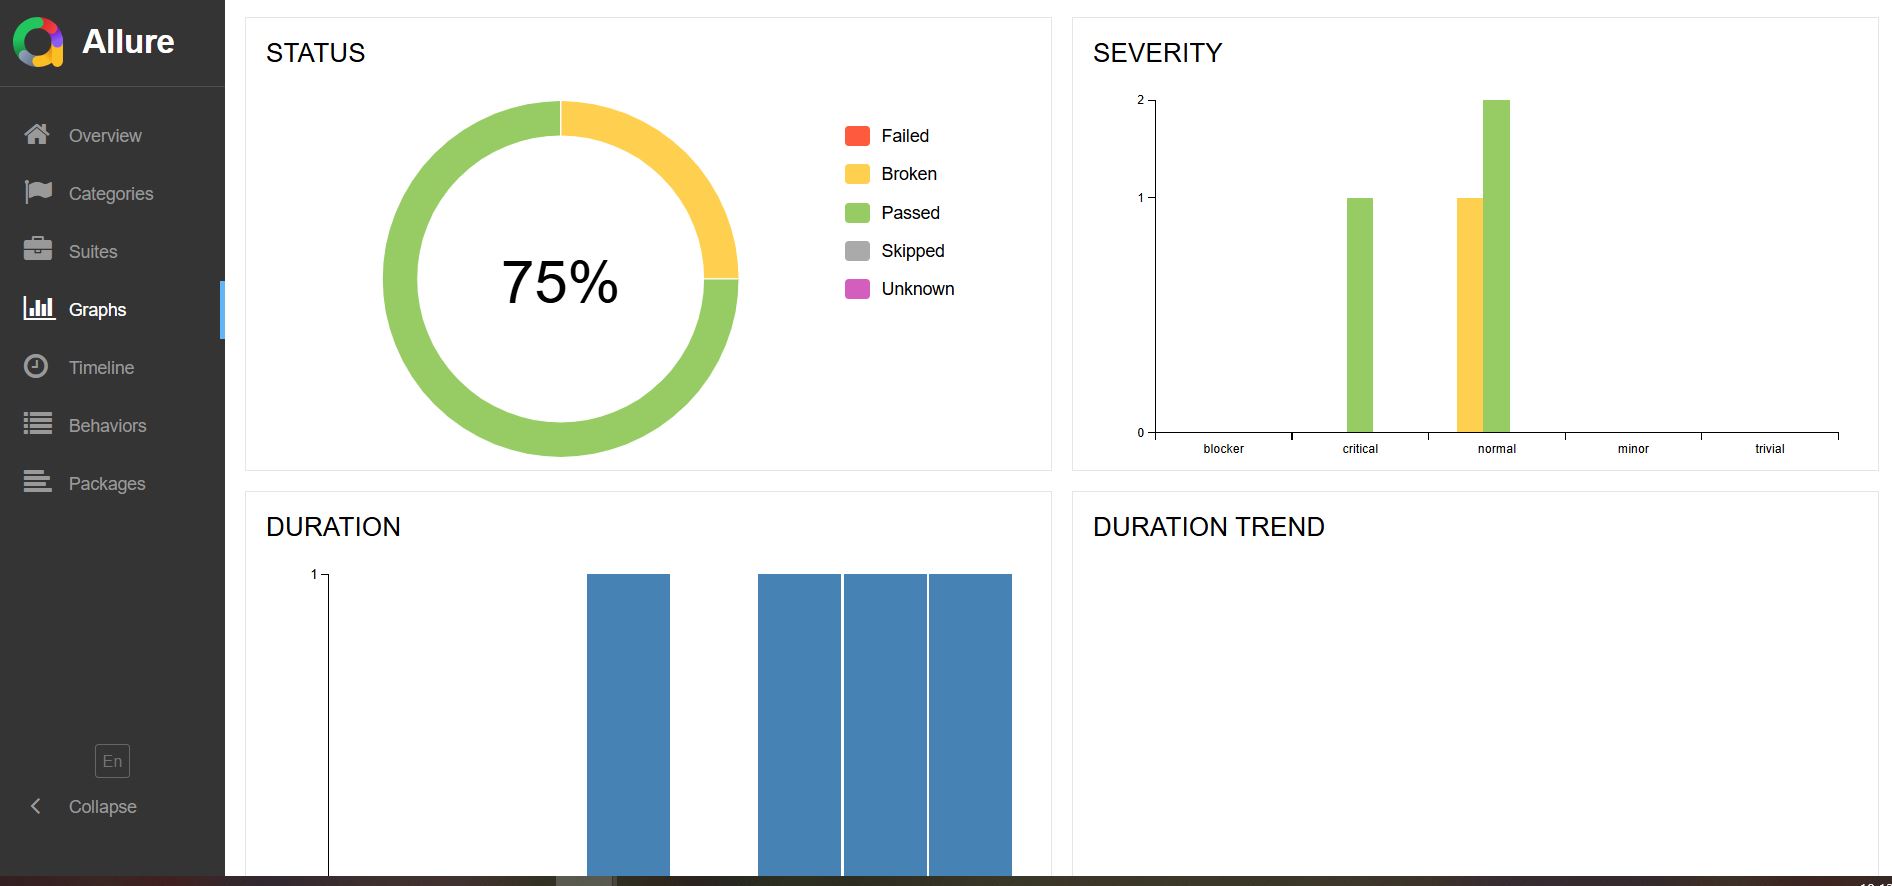 Allure
Overview
Categories
Suites
Graphs
Timeline
Behaviors
Packages
En
Collapse
STATUS
75%
Failed
Broken
Passed
Skipped
Unknown
SEVERITY
2
1
0
blocker critical normal minor trivial
DURATION
1
DURATION TREND